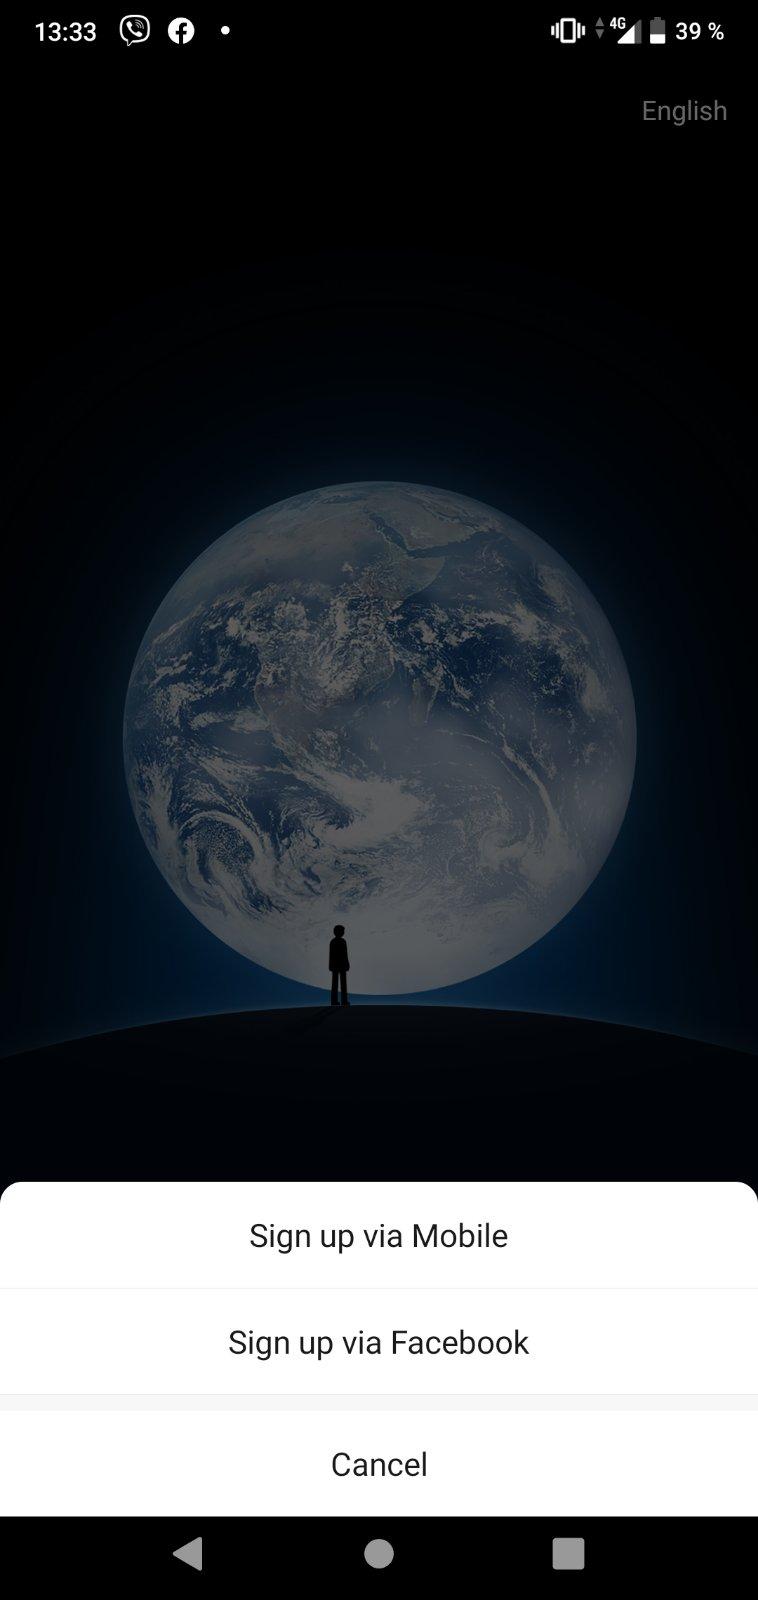 13:33 4G 39 %
English
Sign up via Mobile
Sign up via Facebook
Cancel